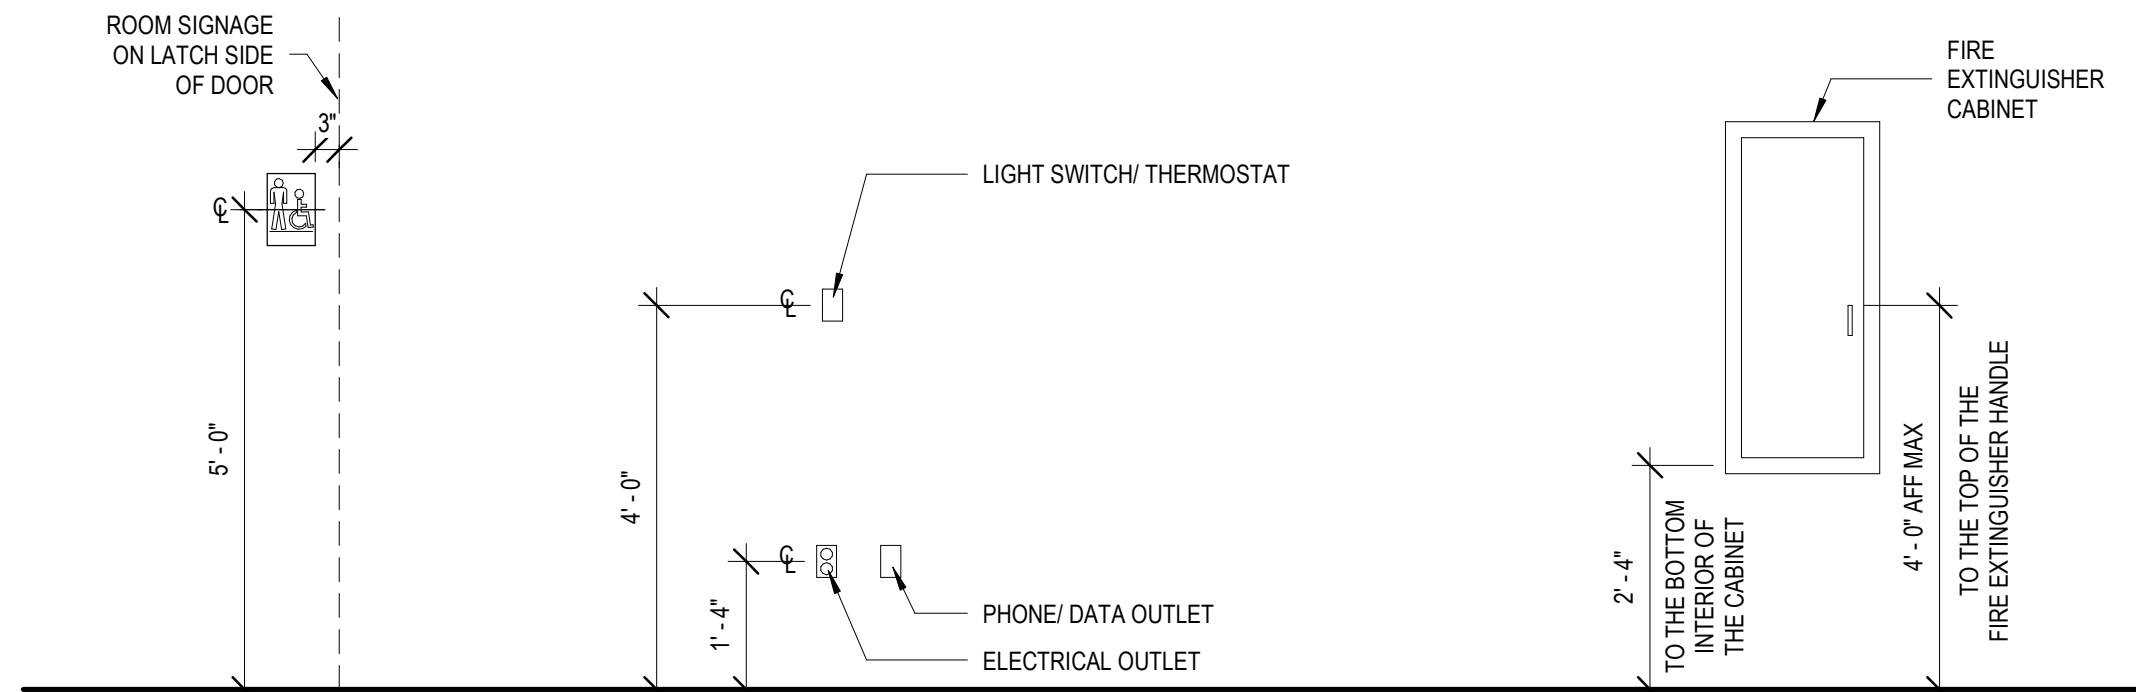 ROOM SIGNAGE
ON LATCH SIDE
OF DOOR
3"
℄
5' - 0"
LIGHT SWITCH/ THERMOSTAT
℄
4' - 0"
℄
1' - 4"
PHONE/ DATA OUTLET
ELECTRICAL OUTLET
FIRE
EXTINGUISHER
CABINET
2' - 4"
TO THE BOTTOM
INTERIOR OF
THE CABINET
4' - 0" AFF MAX
TO THE TOP OF THE
FIRE EXTINGUISHER HANDLE